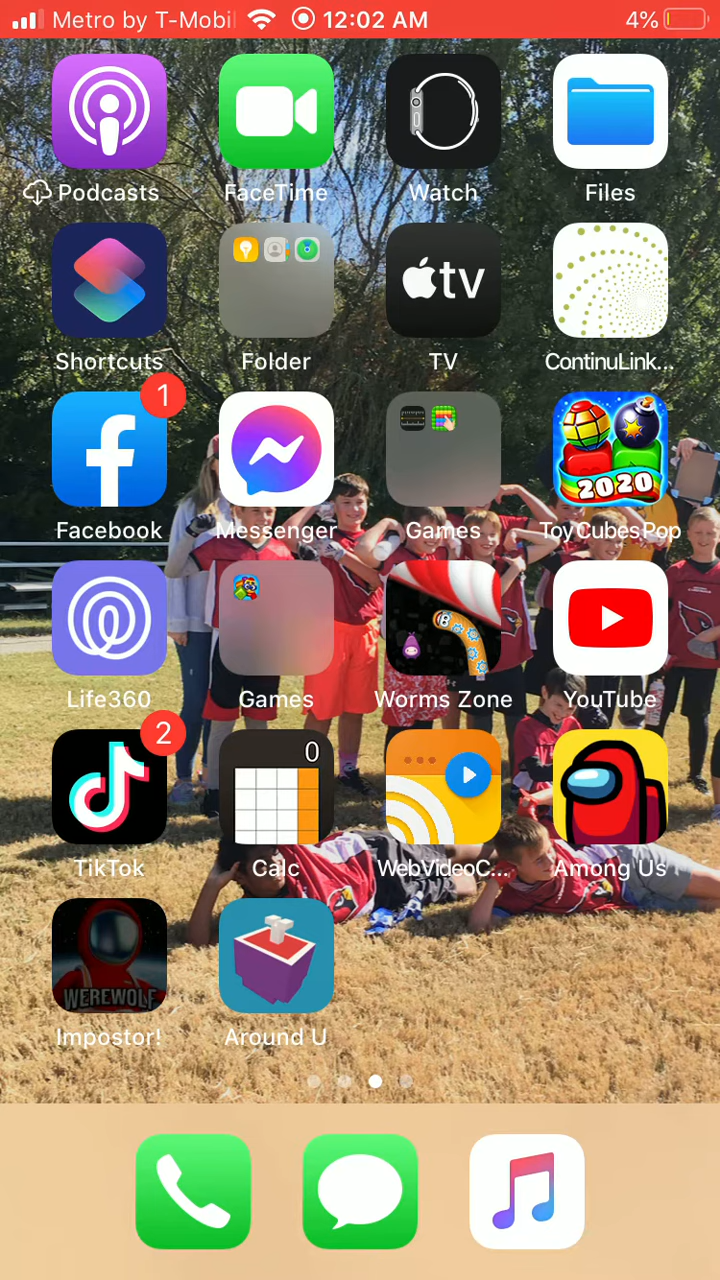 Metro by T-Mobi 12:02 AM 4%
Podcasts FaceTime Watch Files
tv
Shortcuts Folder TV ContinuLink...
1
2020
Facebook Messenger Games ToyCubesPop
Life360 Games Worms Zone YouTube
2
0
TikTok Calc WebVideoC... Among Us
WEREWOLF
Impostor! Around U